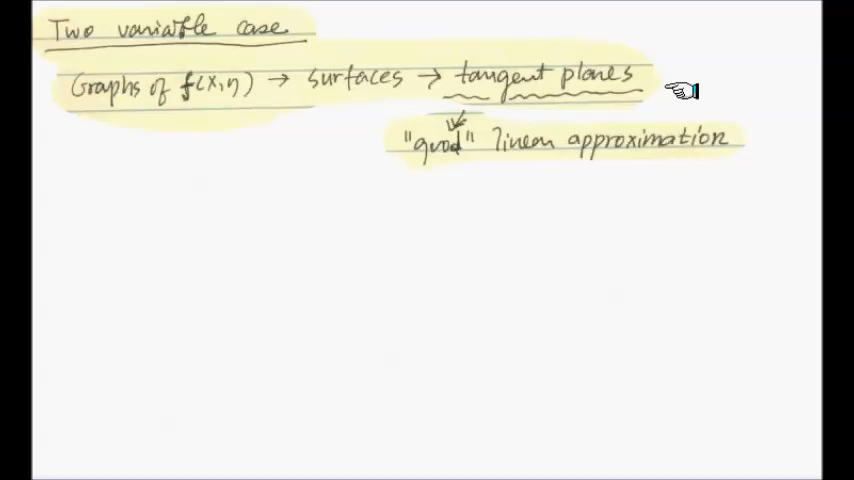 Two variable case
Graphs of f(x,y) → surfaces → tangent planes
"good" linear approximation